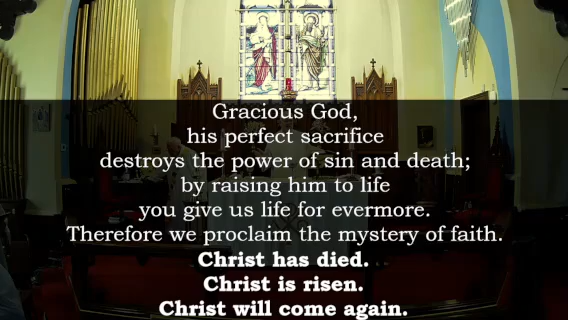 Gracious God,
his perfect sacrifice
destroys the power of sin and death;
by raising him to life
you give us life for evermore.
Therefore we proclaim the mystery of faith.
Christ has died.
Christ is risen.
Christ will come again.